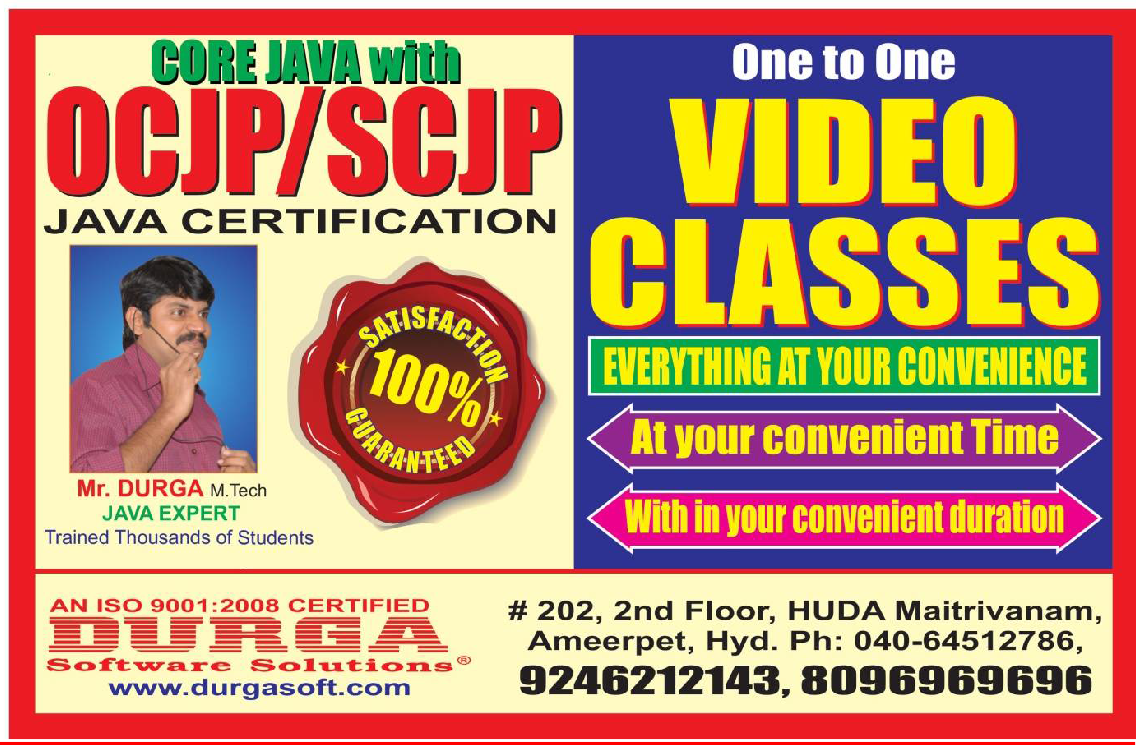 CORE JAVA with
OCJP/SCJP
JAVA CERTIFICATION
SATISFACTION
100%
GUARANTEED
Mr. DURGA M.Tech
JAVA EXPERT
Trained Thousands of Students
One to One
VIDEO
CLASSES
EVERYTHING AT YOUR CONVENIENCE
At your convenient Time
With in your convenient duration
AN ISO 9001:2008 CERTIFIED
DURGA
Software Solutions®
www.durgasoft.com
# 202, 2nd Floor, HUDA Maitrivanam,
Ameerpet, Hyd. Ph: 040-64512786,
9246212143, 8096969696